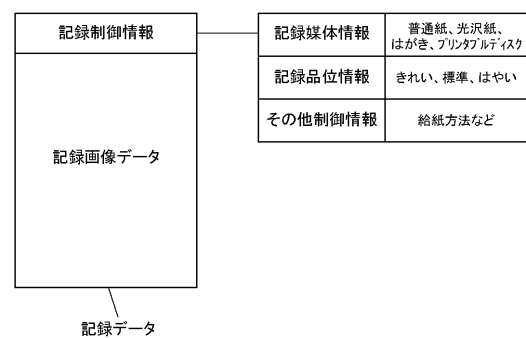 記録制御情報
記録画像データ
記録データ
記録媒体情報
普通紙、光沢紙、
はがき、プリンタブルディスク
記録品位情報
きれい、標準、はやい
その他制御情報
給紙方法など